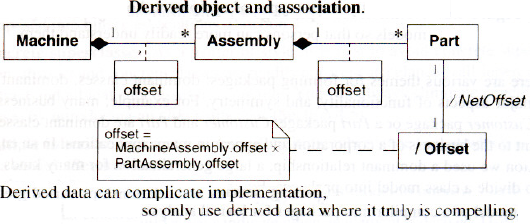 Derived object and association.
Machine 1 * Assembly 1 * Part
offset offset / NetOffset
offset =
MachineAssembly.offset ×
PartAssembly.offset
/ Offset
Derived data can complicate implementation,
so only use derived data where it truly is compelling.